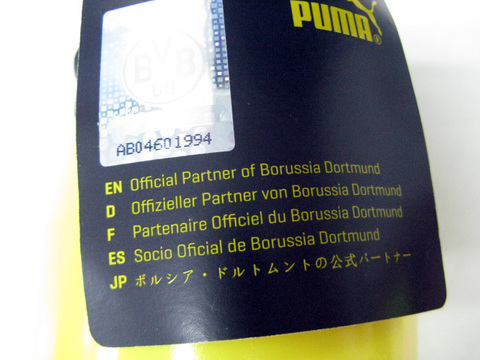 PUMA®
BVB
09
AB04601994
EN Official Partner of Borussia Dortmund
D Offizieller Partner von Borussia Dortmund
F Partenaire Officiel du Borussia Dortmund
ES Socio Oficial de Borussia Dortmund
JP ボルシア・ドルトムントの公式パートナー